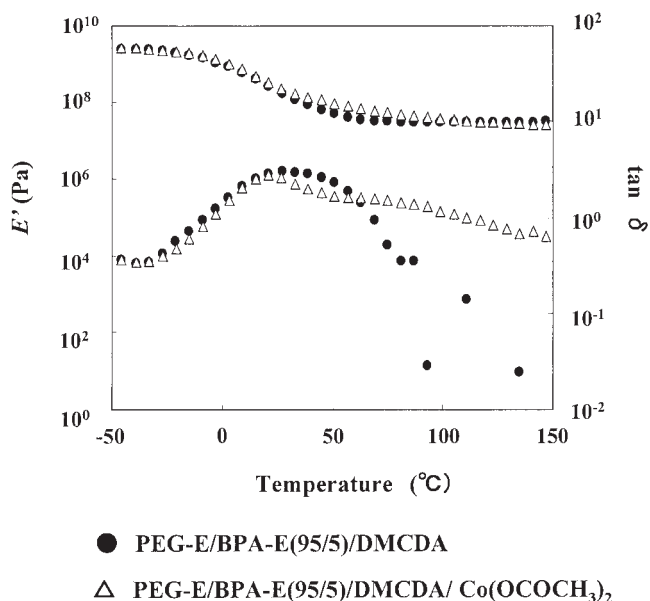 10¹⁰
10⁸
10⁶
10⁴
10²
10⁰
E' (Pa)
10²
10¹
10⁰
10⁻¹
10⁻²
tan δ
-50 0 50 100 150
Temperature (℃)
● PEG-E/BPA-E(95/5)/DMCDA
△ PEG-E/BPA-E(95/5)/DMCDA/ Co(OCOCH₃)₂